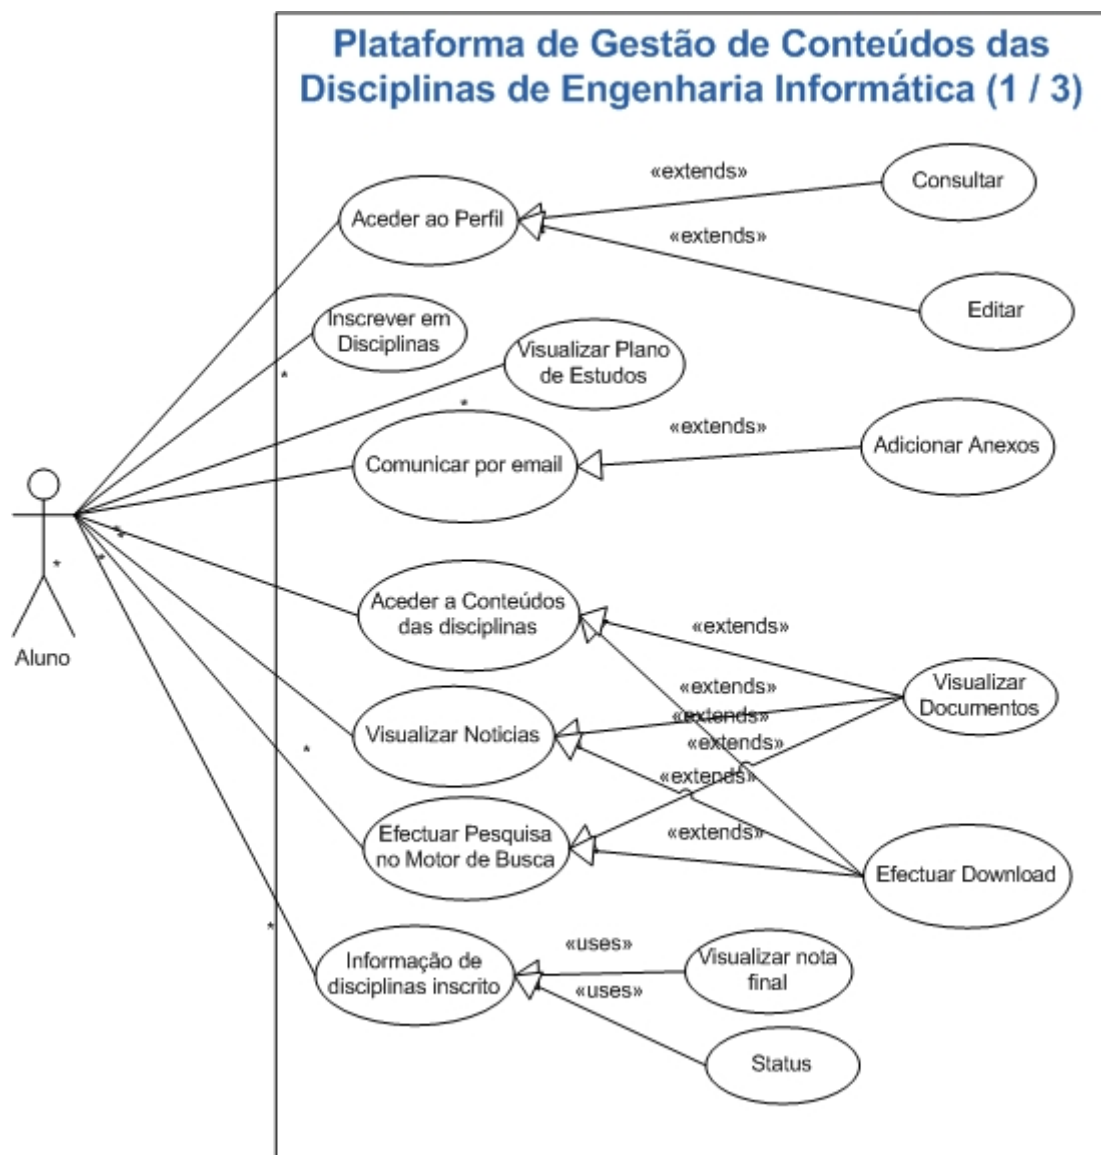 Plataforma de Gestão de Conteúdos das
Disciplinas de Engenharia Informática (1 / 3)
«extends»
Consultar
Aceder ao Perfil
«extends»
Editar
Inscrever em
Disciplinas
*
Visualizar Plano
de Estudos
*
«extends»
Comunicar por email
Adicionar Anexos
*
*
*
*
Aluno
Aceder a Conteúdos
das disciplinas
«extends»
Visualizar
Documentos
«extends»
«extends»
Visualizar Noticias
*
«extends»
«extends»
Efectuar Pesquisa
no Motor de Busca
«extends»
Efectuar Download
*
Informação de
disciplinas inscrito
«uses»
Visualizar nota
final
«uses»
Status